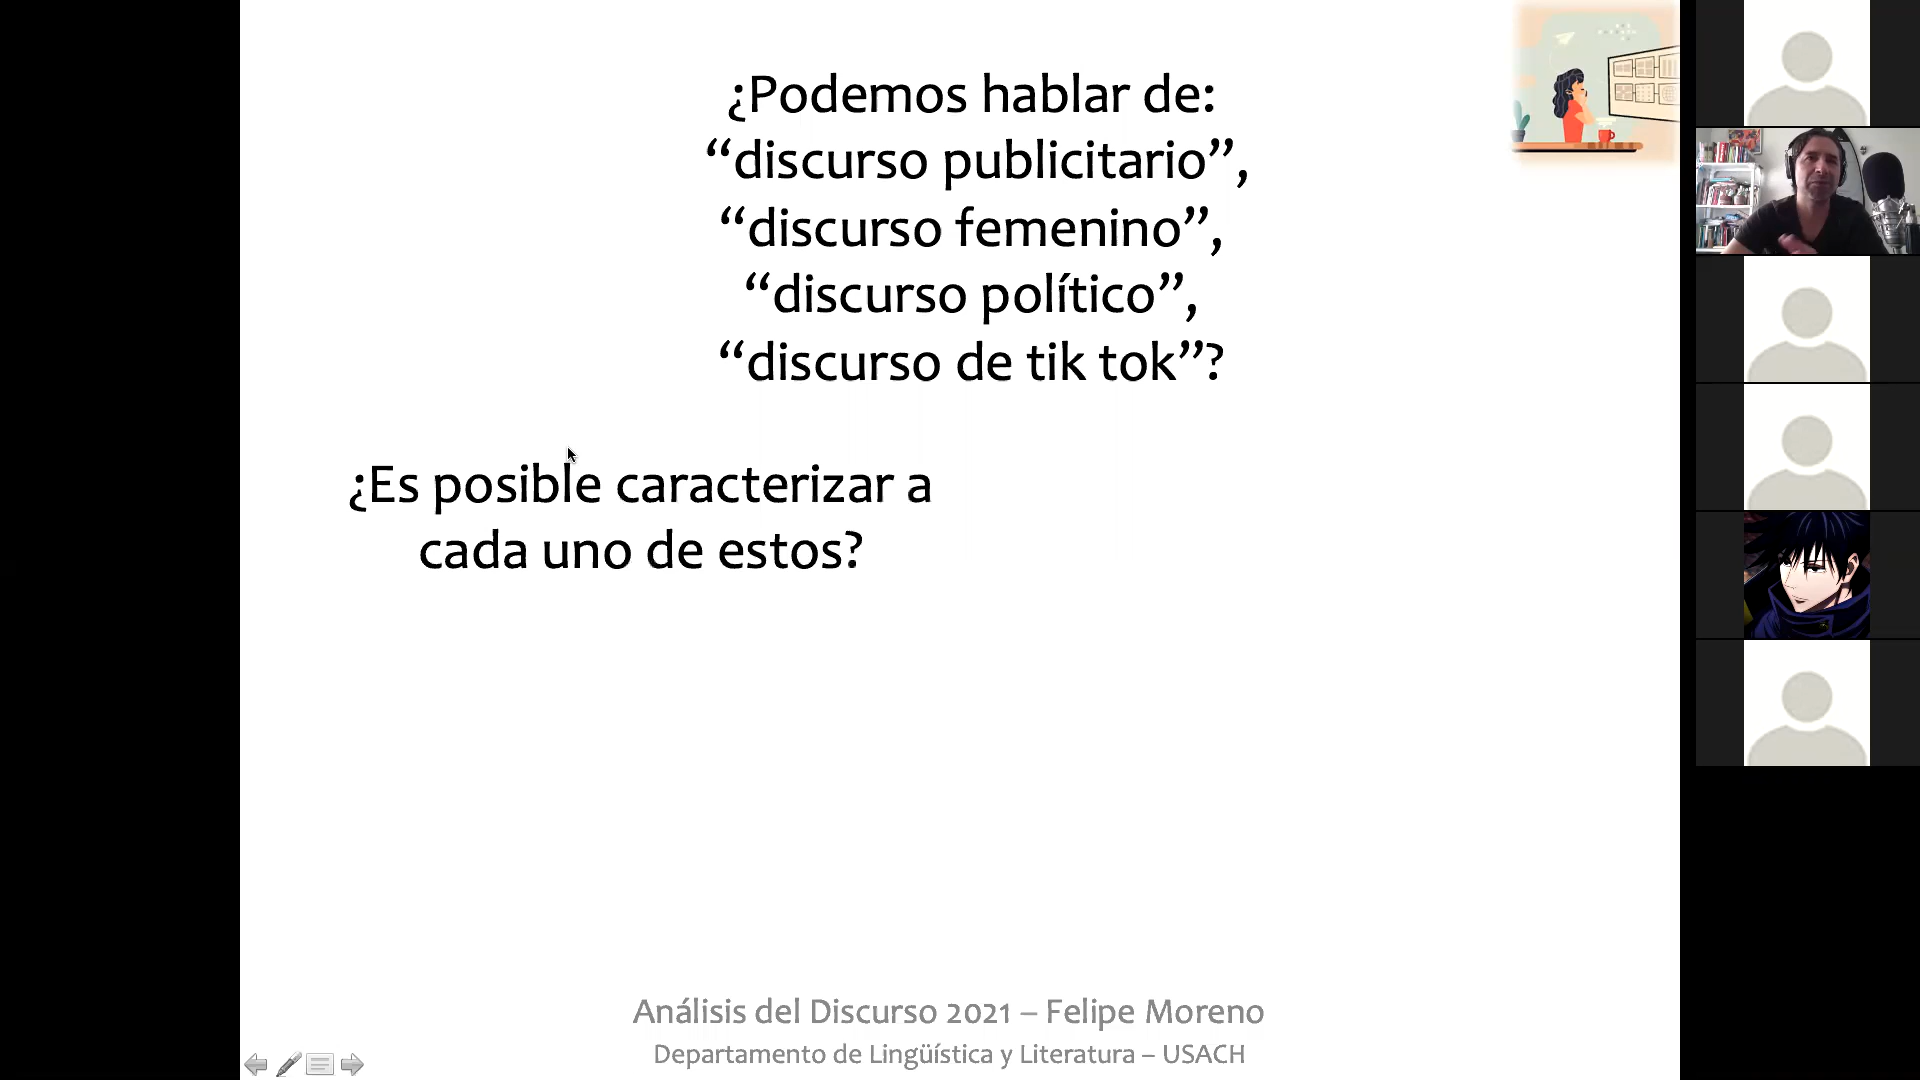 ¿Podemos hablar de:
“discurso publicitario”,
“discurso femenino”,
“discurso político”,
“discurso de tik tok”?
¿Es posible caracterizar a
cada uno de estos?
Análisis del Discurso 2021 – Felipe Moreno
Departamento de Lingüística y Literatura – USACH